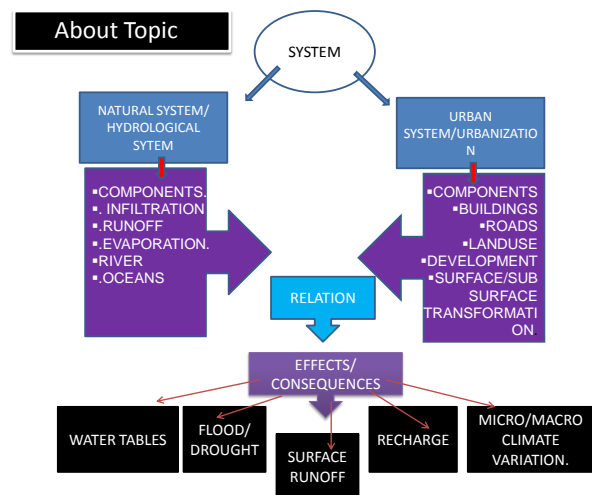 About Topic
SYSTEM
NATURAL SYSTEM/
HYDROLOGICAL
SYTEM
URBAN
SYSTEM/URBANIZATIO
N
▪COMPONENTS.
▪. INFILTRATION
▪.RUNOFF
▪.EVAPORATION.
▪RIVER
▪.OCEANS
▪COMPONENTS
▪BUILDINGS
▪ROADS
▪LANDUSE
▪DEVELOPMENT
▪SURFACE/SUB
SURFACE
TRANSFORMATI
ON.
RELATION
EFFECTS/
CONSEQUENCES
WATER TABLES
FLOOD/
DROUGHT
SURFACE
RUNOFF
RECHARGE
MICRO/MACRO
CLIMATE
VARIATION.